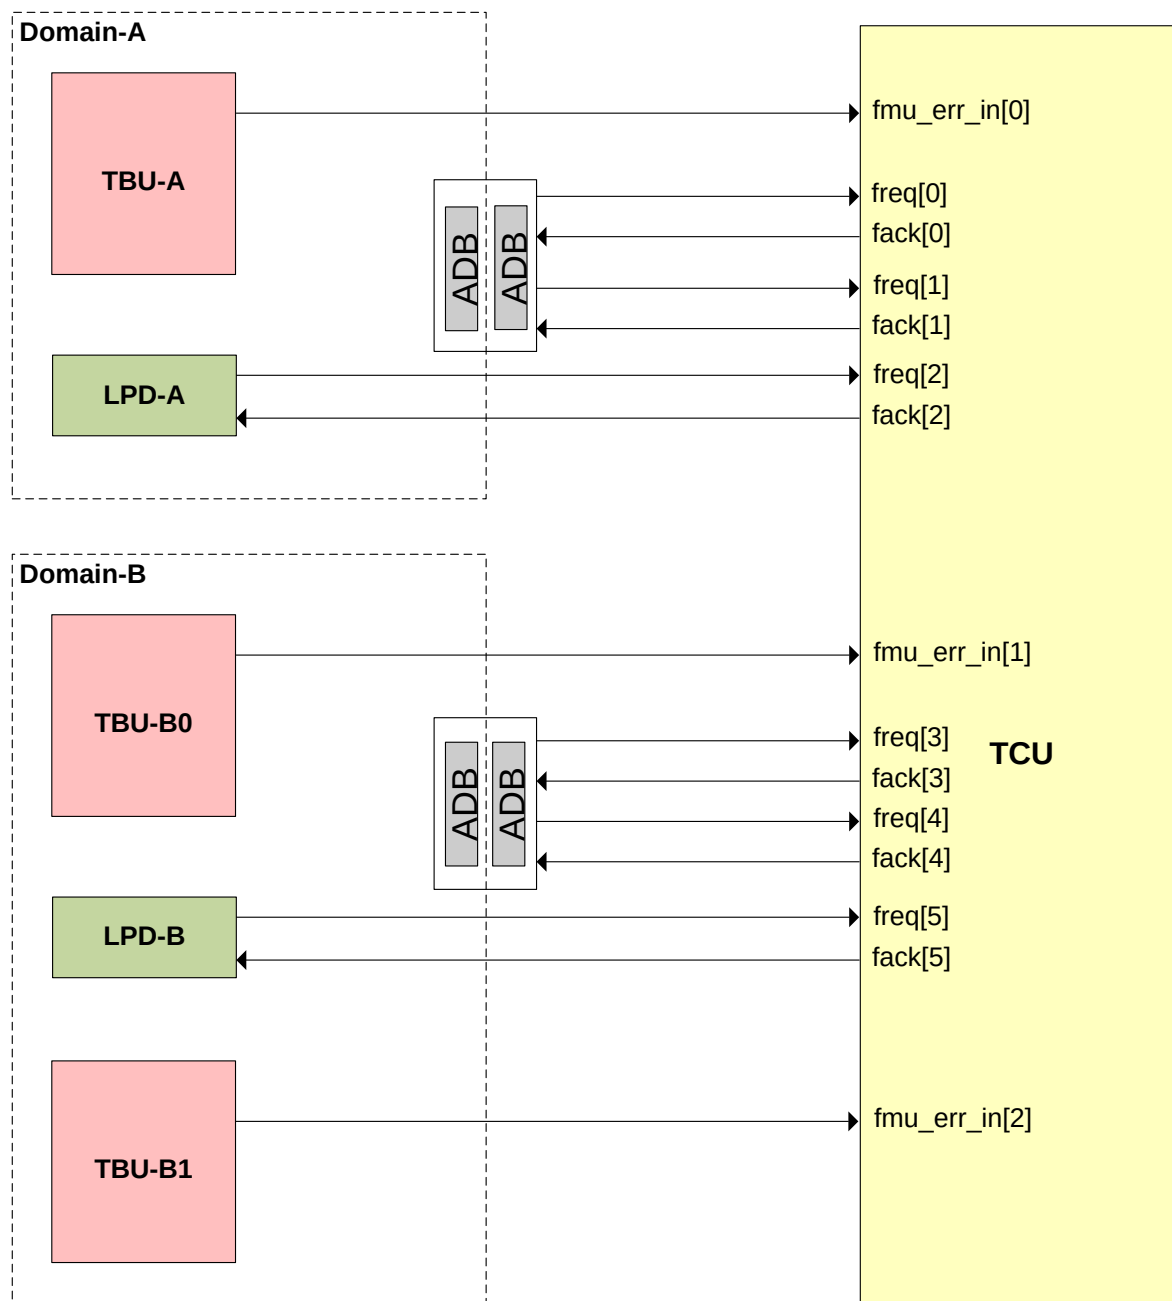 Domain-A
TBU-A
fmu_err_in[0]
ADB
ADB
freq[0]
fack[0]
freq[1]
fack[1]
LPD-A
freq[2]
fack[2]
Domain-B
TBU-B0
fmu_err_in[1]
ADB
ADB
freq[3]
TCU
fack[3]
freq[4]
fack[4]
LPD-B
freq[5]
fack[5]
TBU-B1
fmu_err_in[2]